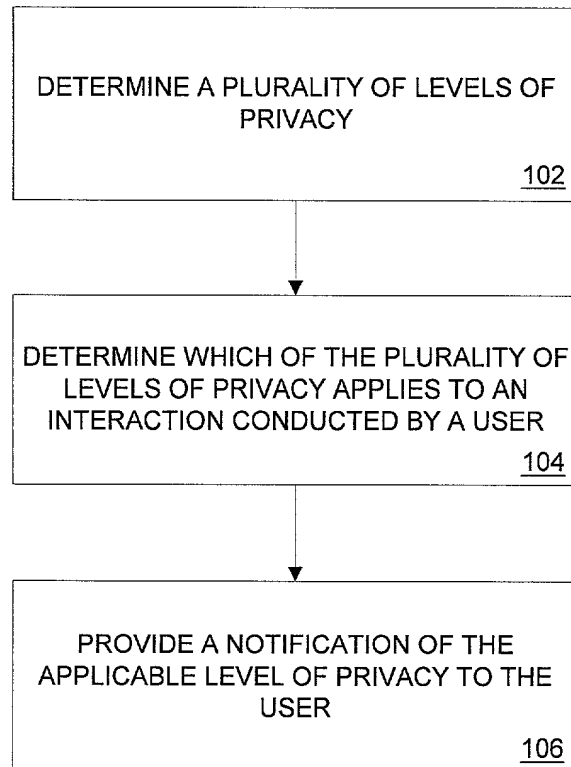 DETERMINE A PLURALITY OF LEVELS OF
PRIVACY
102
DETERMINE WHICH OF THE PLURALITY OF
LEVELS OF PRIVACY APPLIES TO AN
INTERACTION CONDUCTED BY A USER
104
PROVIDE A NOTIFICATION OF THE
APPLICABLE LEVEL OF PRIVACY TO THE
USER
106